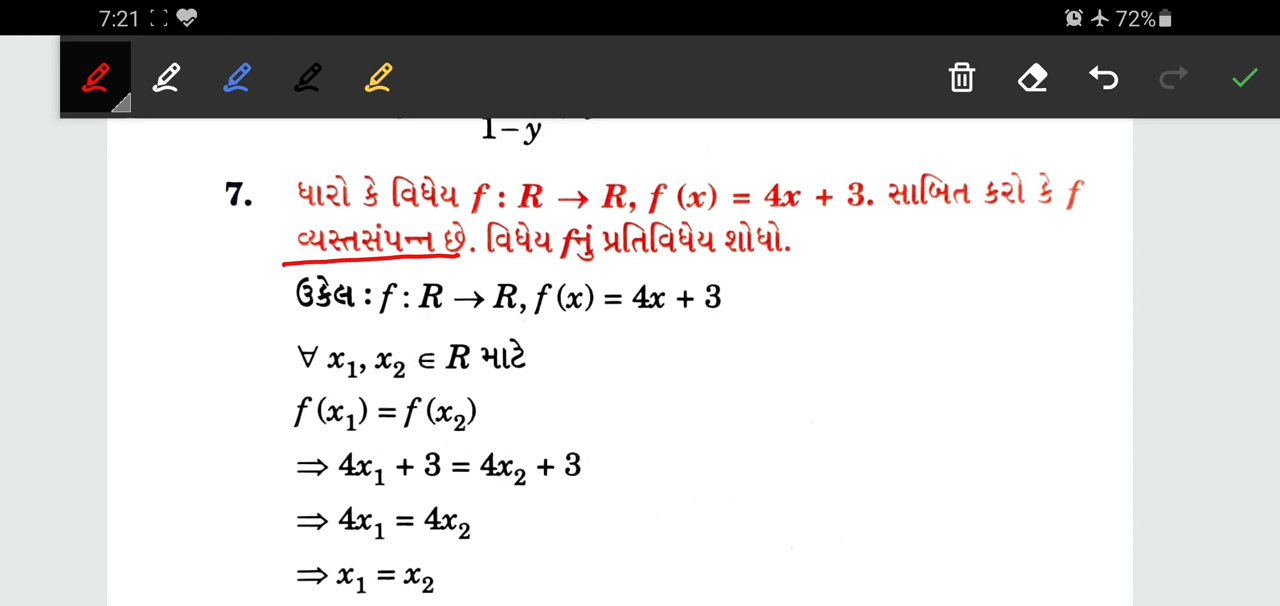 7:21 72%
1 – y
7. ધારો કે વિધેય f : R → R, f (x) = 4x + 3. સાબિત કરો કે f
વ્યસ્તસંપન્ન છે. વિધેય fનું પ્રતિવિધેય શોધો.
ઉકેલ : f : R → R, f (x) = 4x + 3
∀ x₁, x₂ ∈ R માટે
f (x₁) = f (x₂)
⇒ 4x₁ + 3 = 4x₂ + 3
⇒ 4x₁ = 4x₂
⇒ x₁ = x₂